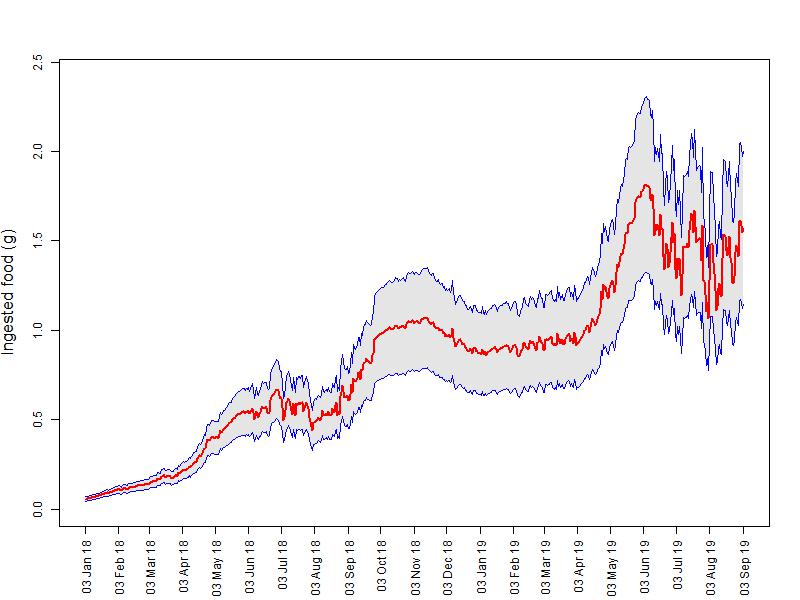 Ingested food (g)
2.5
2.0
1.5
1.0
0.5
0.0
03 Jan 18
03 Feb 18
03 Mar 18
03 Apr 18
03 May 18
03 Jun 18
03 Jul 18
03 Aug 18
03 Sep 18
03 Oct 18
03 Nov 18
03 Dec 18
03 Jan 19
03 Feb 19
03 Mar 19
03 Apr 19
03 May 19
03 Jun 19
03 Jul 19
03 Aug 19
03 Sep 19